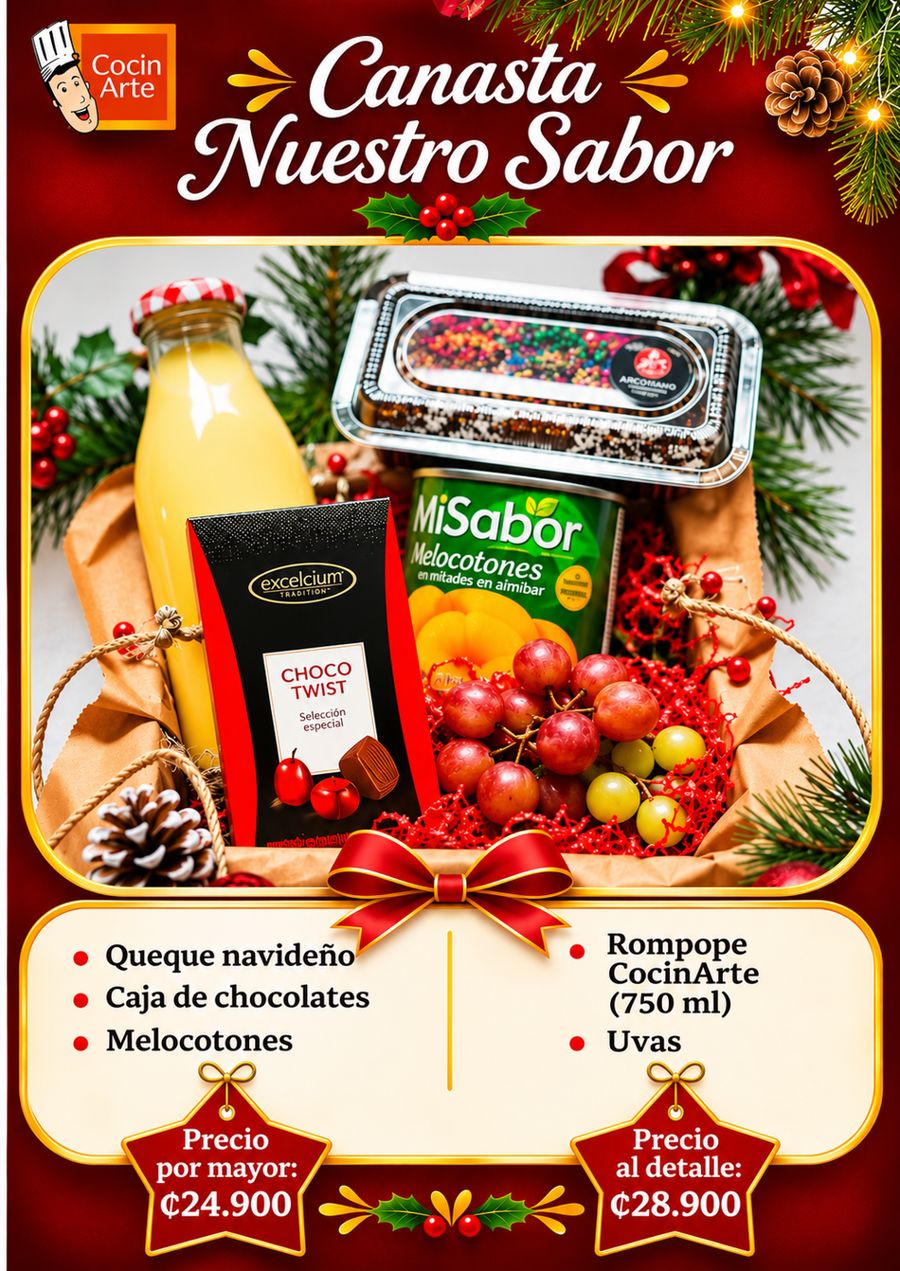 Cocin
Arte
Canasta
Nuestro Sabor
ARCOMANO
MiSabor
Melocotones
en mitades en almíbar
excelcium
TRADITION
CHOCO
TWIST
Selección
especial
• Queque navideño
• Caja de chocolates
• Melocotones
• Rompope
CocinArte
(750 ml)
• Uvas
Precio
por mayor:
₡24.900
Precio
al detalle:
₡28.900